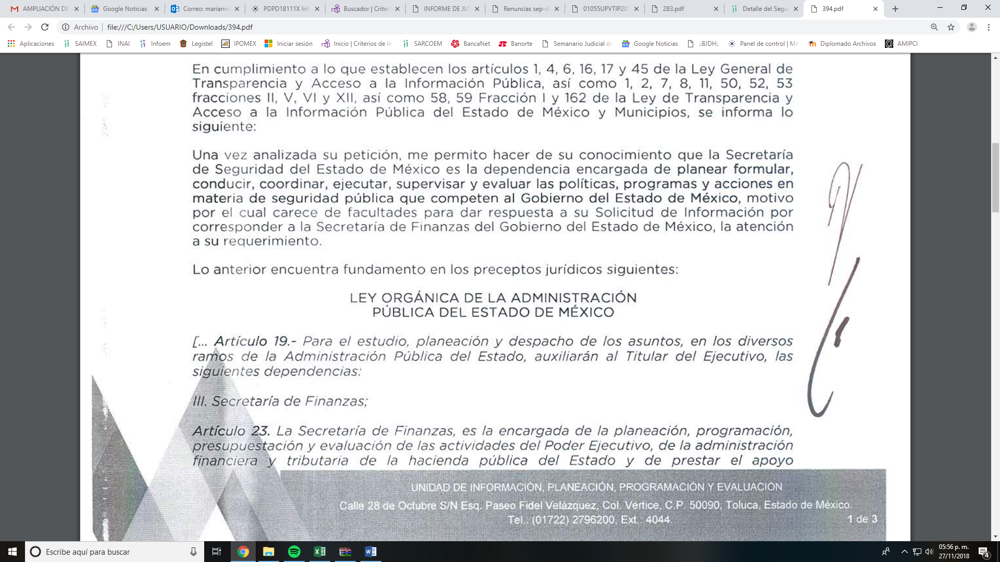 AMPLIACIÓN DE
Google Noticias
Correo: marianna
PDPD18111X Inf
Buscador | Criter
INFORME DE JUS
Renuncias sep-d
01055UPVTIP201
283.pdf
Detalle del Segui
394.pdf
Archivo
file:///C:/Users/USUARIO/Downloads/394.pdf
Aplicaciones
SAIMEX
INAI
Infoem
Legistel
IPOMEX
Iniciar sesión
Inicio | Criterios de In
SARCOEM
BancaNet
Banorte
Semanario Judicial de
Google Noticias
.:BJDH:.
Panel de control | Mé
Diplomado Archivos
AMIPCI
En cumplimiento a lo que establecen los artículos 1, 4, 6, 16, 17 y 45 de la Ley General de
Transparencia y Acceso a la Información Pública, así como 1, 2, 7, 8, 11, 50, 52, 53
fracciones II, V, VI y XII, así como 58, 59 Fracción I y 162 de la Ley de Transparencia y
Acceso a la Información Pública del Estado de México y Municipios, se informa lo
siguiente:
Una vez analizada su petición, me permito hacer de su conocimiento que la Secretaría
de Seguridad del Estado de México es la dependencia encargada de planear formular,
conducir, coordinar, ejecutar, supervisar y evaluar las políticas, programas y acciones en
materia de seguridad pública que competen al Gobierno del Estado de México, motivo
por el cual carece de facultades para dar respuesta a su Solicitud de Información por
corresponder a la Secretaría de Finanzas del Gobierno del Estado de México, la atención
a su requerimiento.
Lo anterior encuentra fundamento en los preceptos jurídicos siguientes:
LEY ORGÁNICA DE LA ADMINISTRACIÓN
PÚBLICA DEL ESTADO DE MÉXICO
[... Artículo 19.- Para el estudio, planeación y despacho de los asuntos, en los diversos
ramos de la Administración Pública del Estado, auxiliarán al Titular del Ejecutivo, las
siguientes dependencias:
III. Secretaría de Finanzas;
Artículo 23. La Secretaría de Finanzas, es la encargada de la planeación, programación,
presupuestación y evaluación de las actividades del Poder Ejecutivo, de la administración
financiera y tributaria de la hacienda pública del Estado y de prestar el apoyo
UNIDAD DE INFORMACIÓN, PLANEACIÓN, PROGRAMACIÓN Y EVALUACIÓN
Calle 28 de Octubre S/N Esq. Paseo Fidel Velázquez, Col. Vértice, C.P. 50090, Toluca, Estado de México.
Tel.: (01722) 2796200, Ext.: 4044.
1 de 3
Escribe aquí para buscar
05:56 p. m.
27/11/2018
4